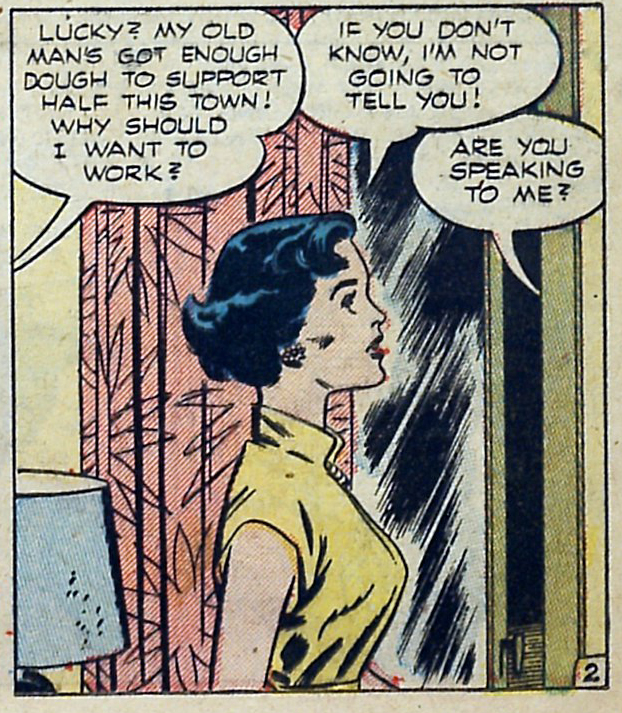 LUCKY? MY OLD
MAN'S GOT ENOUGH
DOUGH TO SUPPORT
HALF THIS TOWN!
WHY SHOULD
I WANT TO
WORK?
IF YOU DON'T
KNOW, I'M NOT
GOING TO
TELL YOU!
ARE YOU
SPEAKING
TO ME?
2